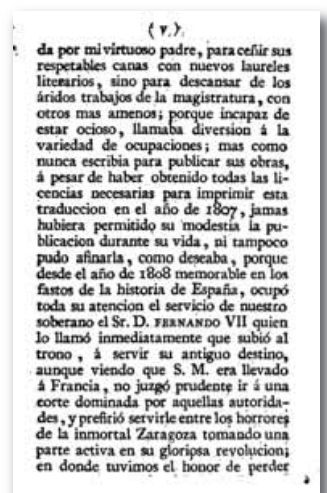 ( V. )
da por mi virtuoso padre, para ceñir sus
respetables canas con nuevos laureles
literarios, sino para descansar de los
áridos trabajos de la magistratura, con
otros mas amenos; porque incapaz de
estar ocioso, llamaba diversion á la
variedad de ocupaciones; mas como
nunca escribia para publicar sus obras,
á pesar de haber obtenido todas las li-
cencias necesarias para imprimir esta
traduccion en el año de 1807, jamas
hubiera permitido su modestia la pu-
blicacion durante su vida, ni tampoco
pudo afinarla, como deseaba, porque
desde el año de 1808 memorable en los
fastos de la historia de España, ocupó
toda su atencion el servicio de nuestro
soberano el Sr. D. FERNANDO VII quien
lo llamó inmediatamente que subió al
trono, á servir su antiguo destino,
aunque viendo que S. M. era llevado
á Francia, no juzgó prudente ir á una
corte dominada por aquellas autorida-
des, y prefirió servirle entre los horrores
de la inmortal Zaragoza tomando una
parte activa en su gloriosa revolucion;
en donde tuvimos el honor de perder